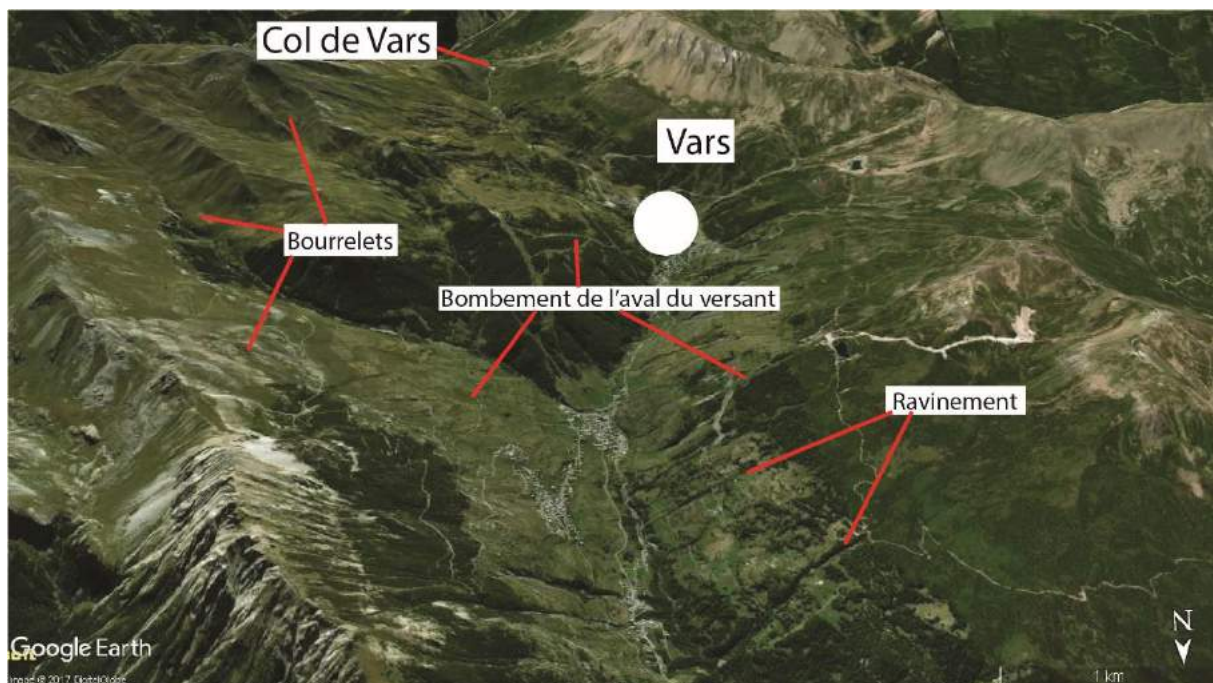 Col de Vars
Vars
Bourrelets
Bombement de l'aval du versant
Ravinement
N
Google Earth
1 km